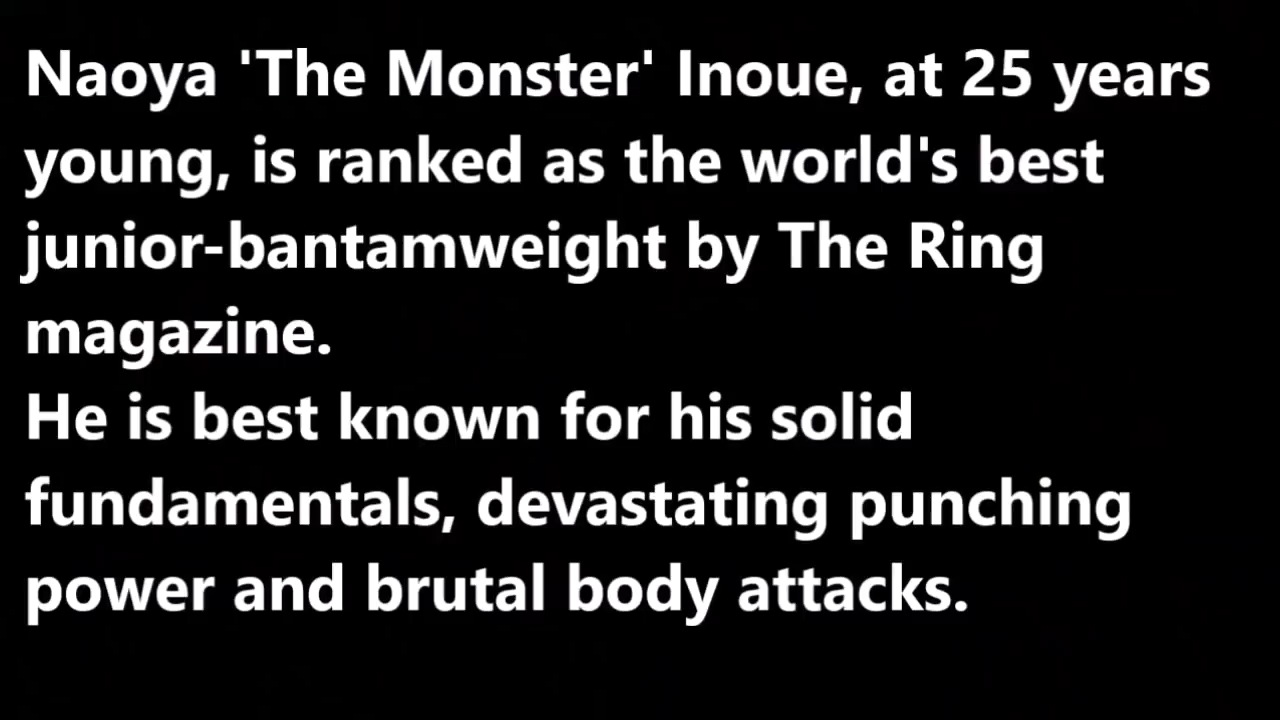 Naoya 'The Monster' Inoue, at 25 years
young, is ranked as the world's best
junior-bantamweight by The Ring
magazine.
He is best known for his solid
fundamentals, devastating punching
power and brutal body attacks.